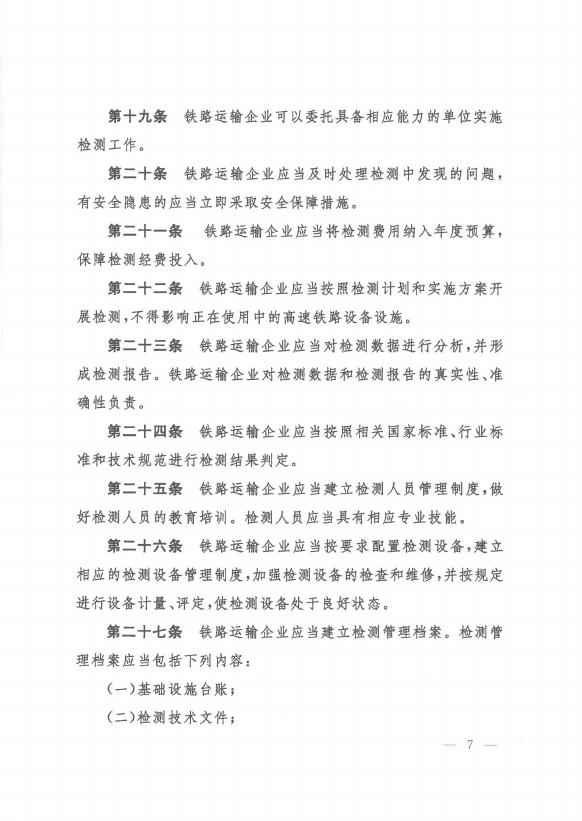 第十九条　铁路运输企业可以委托具备相应能力的单位实施
检测工作。
第二十条　铁路运输企业应当及时处理检测中发现的问题，
有安全隐患的应当立即采取安全保障措施。
第二十一条　铁路运输企业应当将检测费用纳入年度预算，
保障检测经费投入。
第二十二条　铁路运输企业应当按照检测计划和实施方案开
展检测，不得影响正在使用中的高速铁路设备设施。
第二十三条　铁路运输企业应当对检测数据进行分析，并形
成检测报告。铁路运输企业对检测数据和检测报告的真实性、准
确性负责。
第二十四条　铁路运输企业应当按照相关国家标准、行业标
准和技术规范进行检测结果判定。
第二十五条　铁路运输企业应当建立检测人员管理制度，做
好检测人员的教育培训。检测人员应当具有相应专业技能。
第二十六条　铁路运输企业应当按要求配置检测设备，建立
相应的检测设备管理制度，加强检测设备的检查和维修，并按规定
进行设备计量、评定，使检测设备处于良好状态。
第二十七条　铁路运输企业应当建立检测管理档案。检测管
理档案应当包括下列内容：
（一）基础设施台账；
（二）检测技术文件；
— 7 —